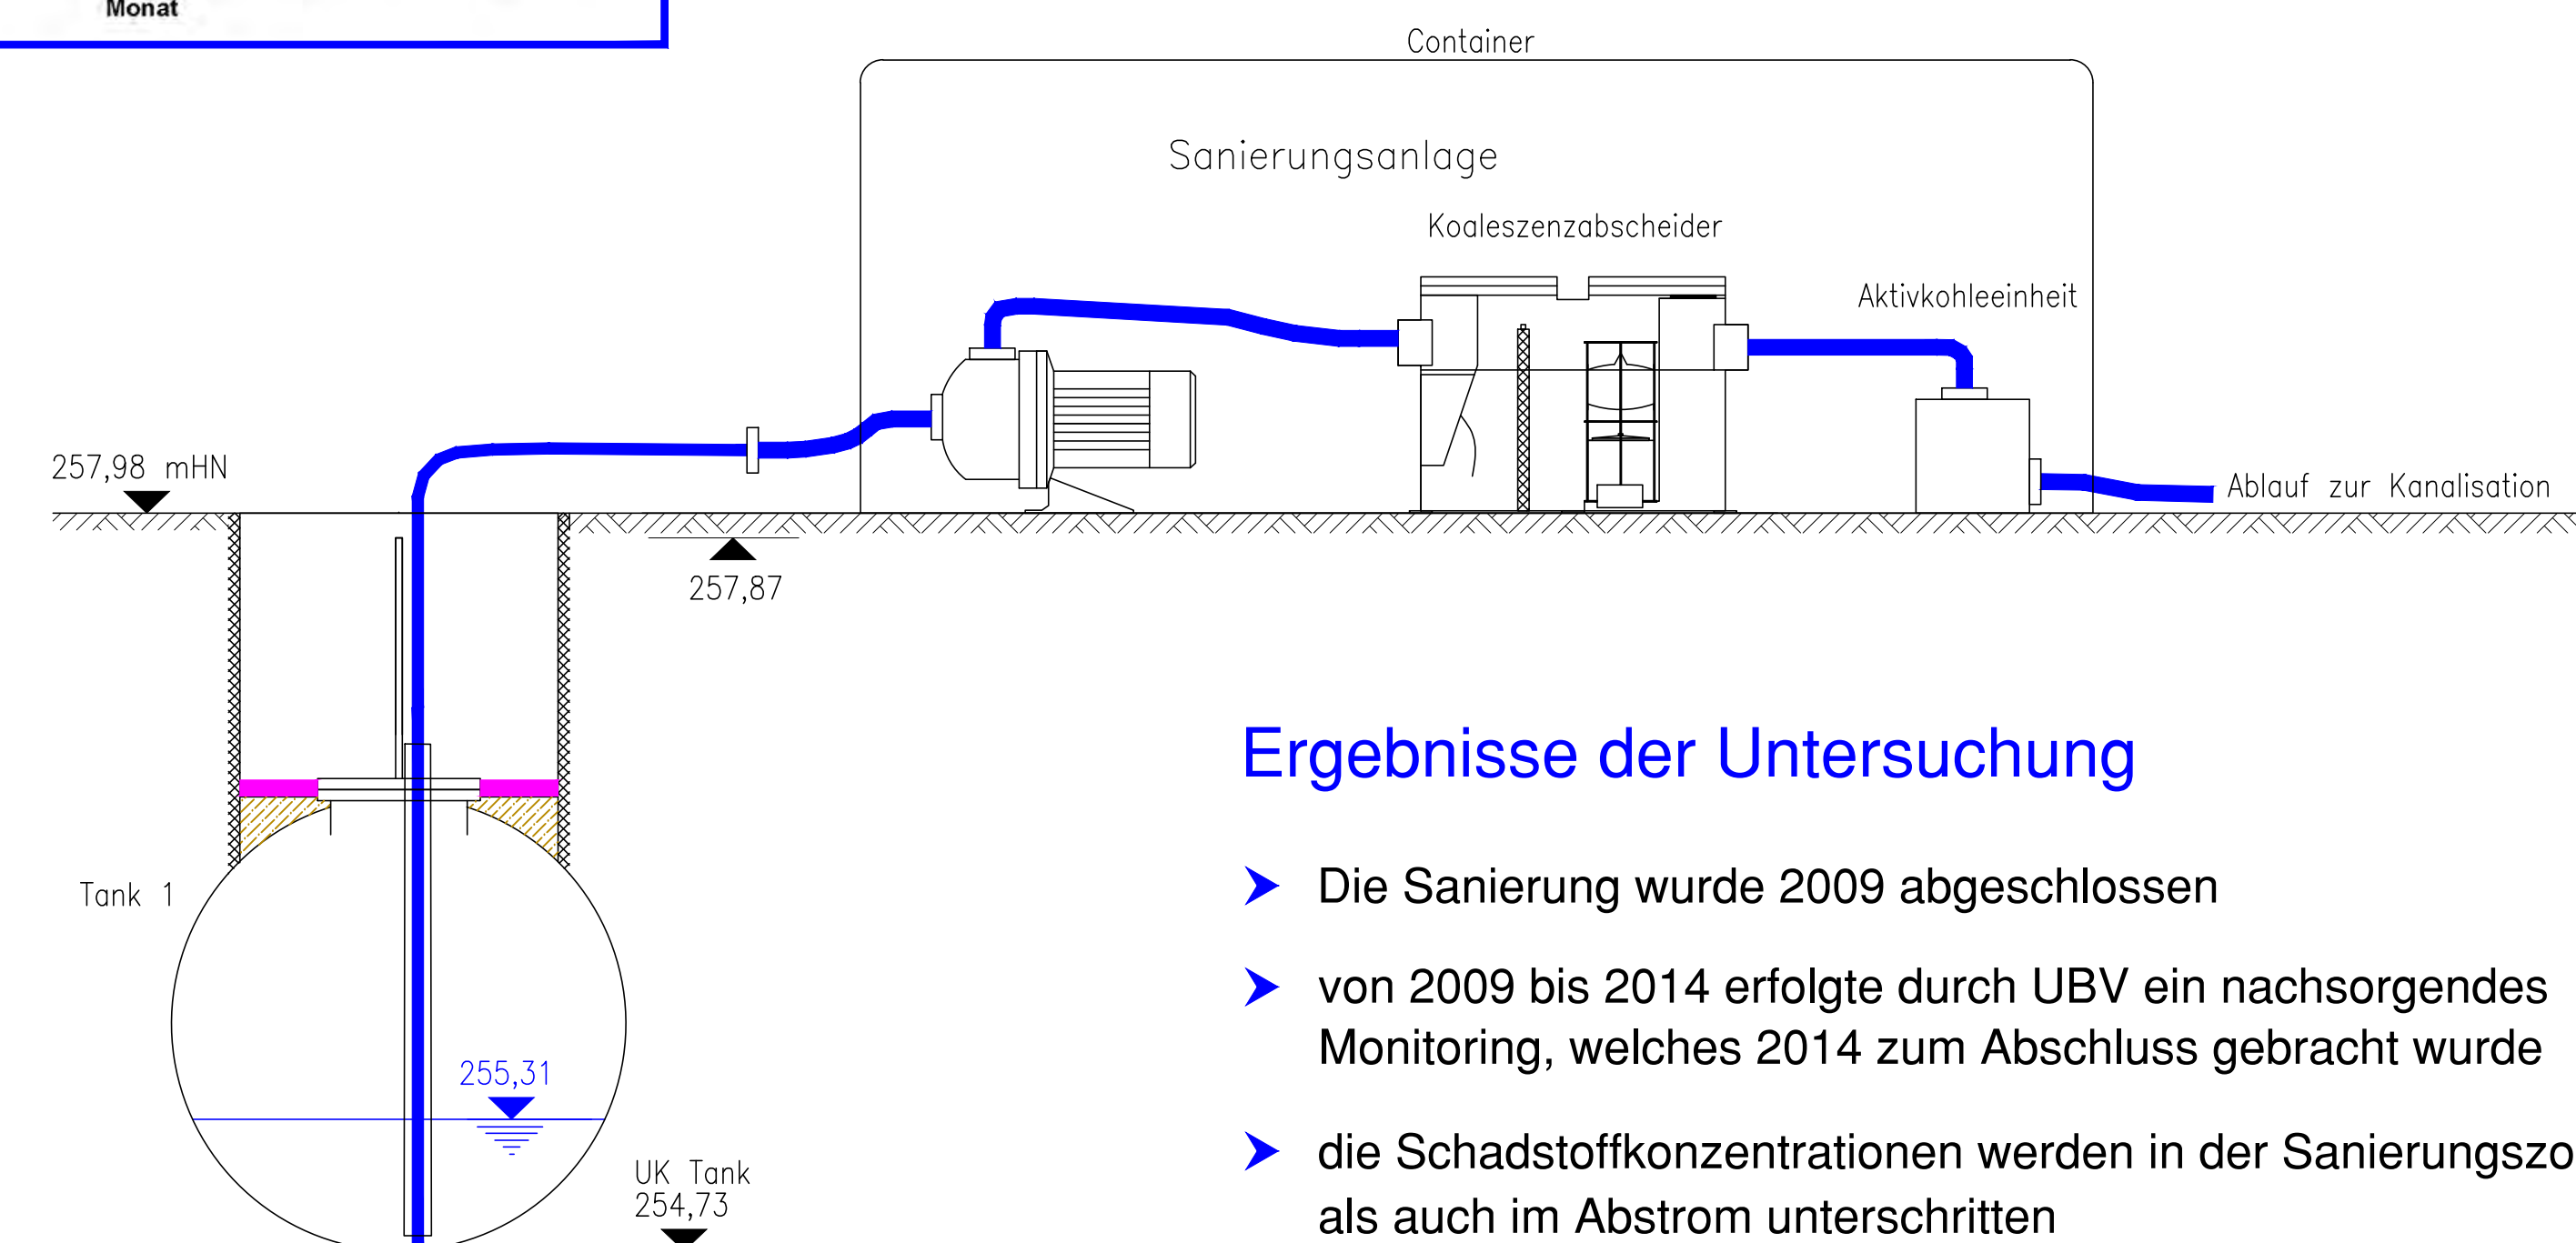 Monat
Container
Sanierungsanlage
Koaleszenzabscheider
Aktivkohleeinheit
257,98 mHN
Ablauf zur Kanalisation
257,87
Ergebnisse der Untersuchung
Die Sanierung wurde 2009 abgeschlossen
von 2009 bis 2014 erfolgte durch UBV ein nachsorgendes
Monitoring, welches 2014 zum Abschluss gebracht wurde
die Schadstoffkonzentrationen werden in der Sanierungszo
als auch im Abstrom unterschritten
Tank 1
255,31
UK Tank
254,73